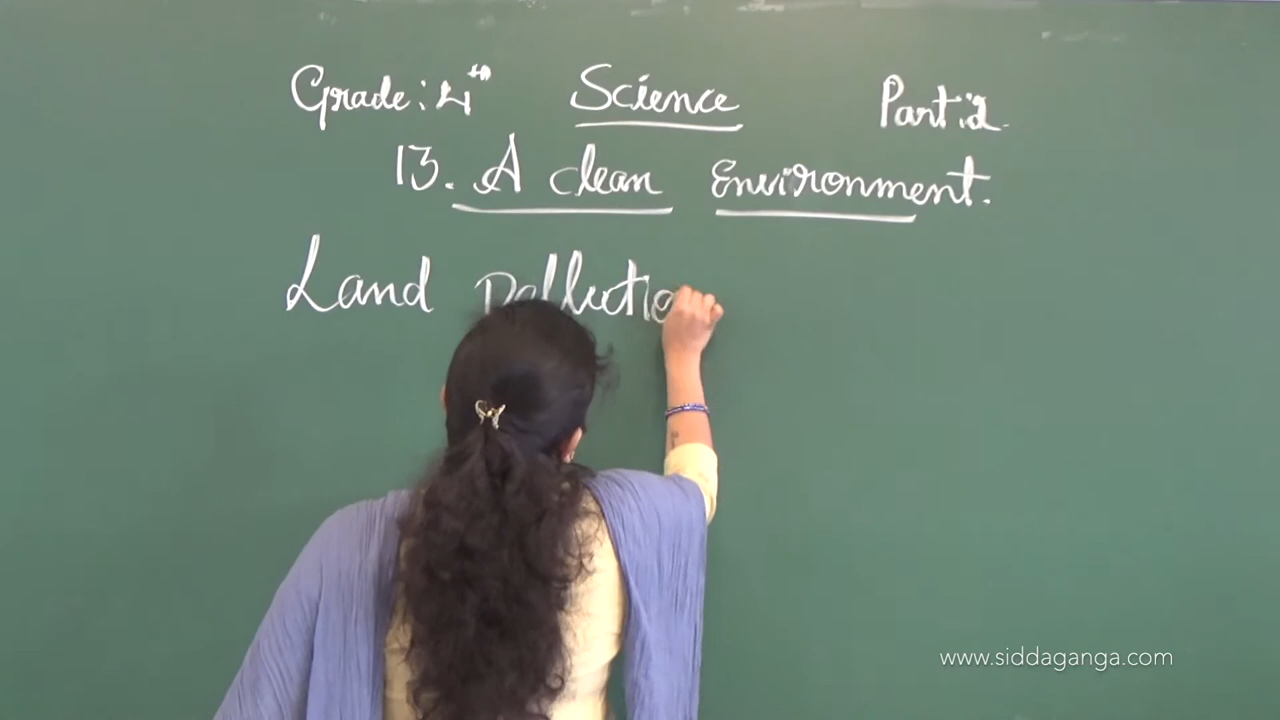 Grade: 4th Science Part: 2.
13. A clean Environment.
Land Pollutio
www.siddaganga.com